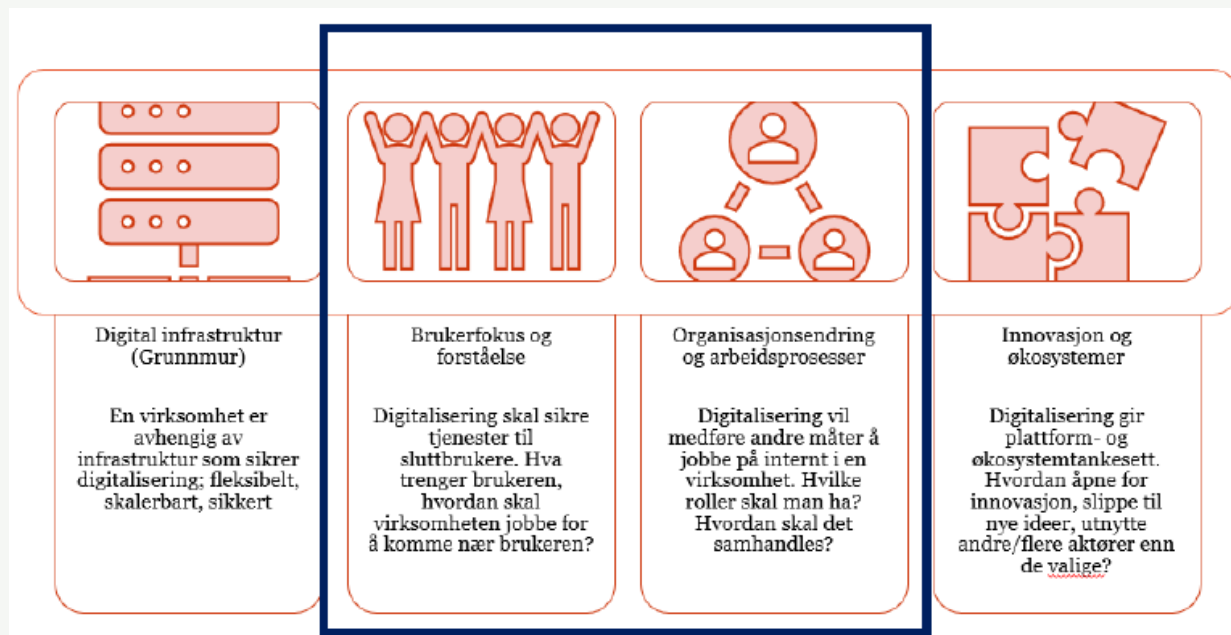 Digital infrastruktur
(Grunnmur)
En virksomhet er
avhengig av
infrastruktur som sikrer
digitalisering; fleksibelt,
skalerbart, sikkert
Brukerfokus og
forståelse
Digitalisering skal sikre
tjenester til
sluttbrukere. Hva
trenger brukeren,
hvordan skal
virksomheten jobbe for
å komme nær brukeren?
Organisasjonsendring
og arbeidsprosesser
Digitalisering vil
medføre andre måter å
jobbe på internt i en
virksomhet. Hvilke
roller skal man ha?
Hvordan skal det
samhandles?
Innovasjon og
økosystemer
Digitalisering gir
plattform- og
økosystemtankesett.
Hvordan åpne for
innovasjon, slippe til
nye ideer, utnytte
andre/flere aktører enn
de valige?